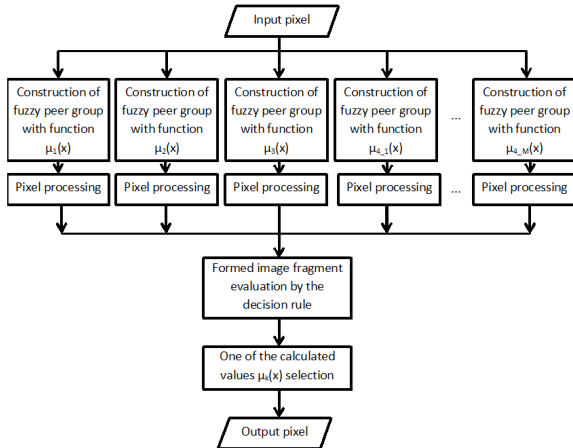 Input pixel
Construction of
fuzzy peer group
with function
μ₁(x)
Construction of
fuzzy peer group
with function
μ₂(x)
Construction of
fuzzy peer group
with function
μ₃(x)
Construction of
fuzzy peer group
with function
μ₄_₁(x)
...
Construction of
fuzzy peer group
with function
μ₄_M(x)
Pixel processing
Pixel processing
Pixel processing
Pixel processing
...
Pixel processing
Formed image fragment
evaluation by the
decision rule
One of the calculated
values μₖ(x) selection
Output pixel